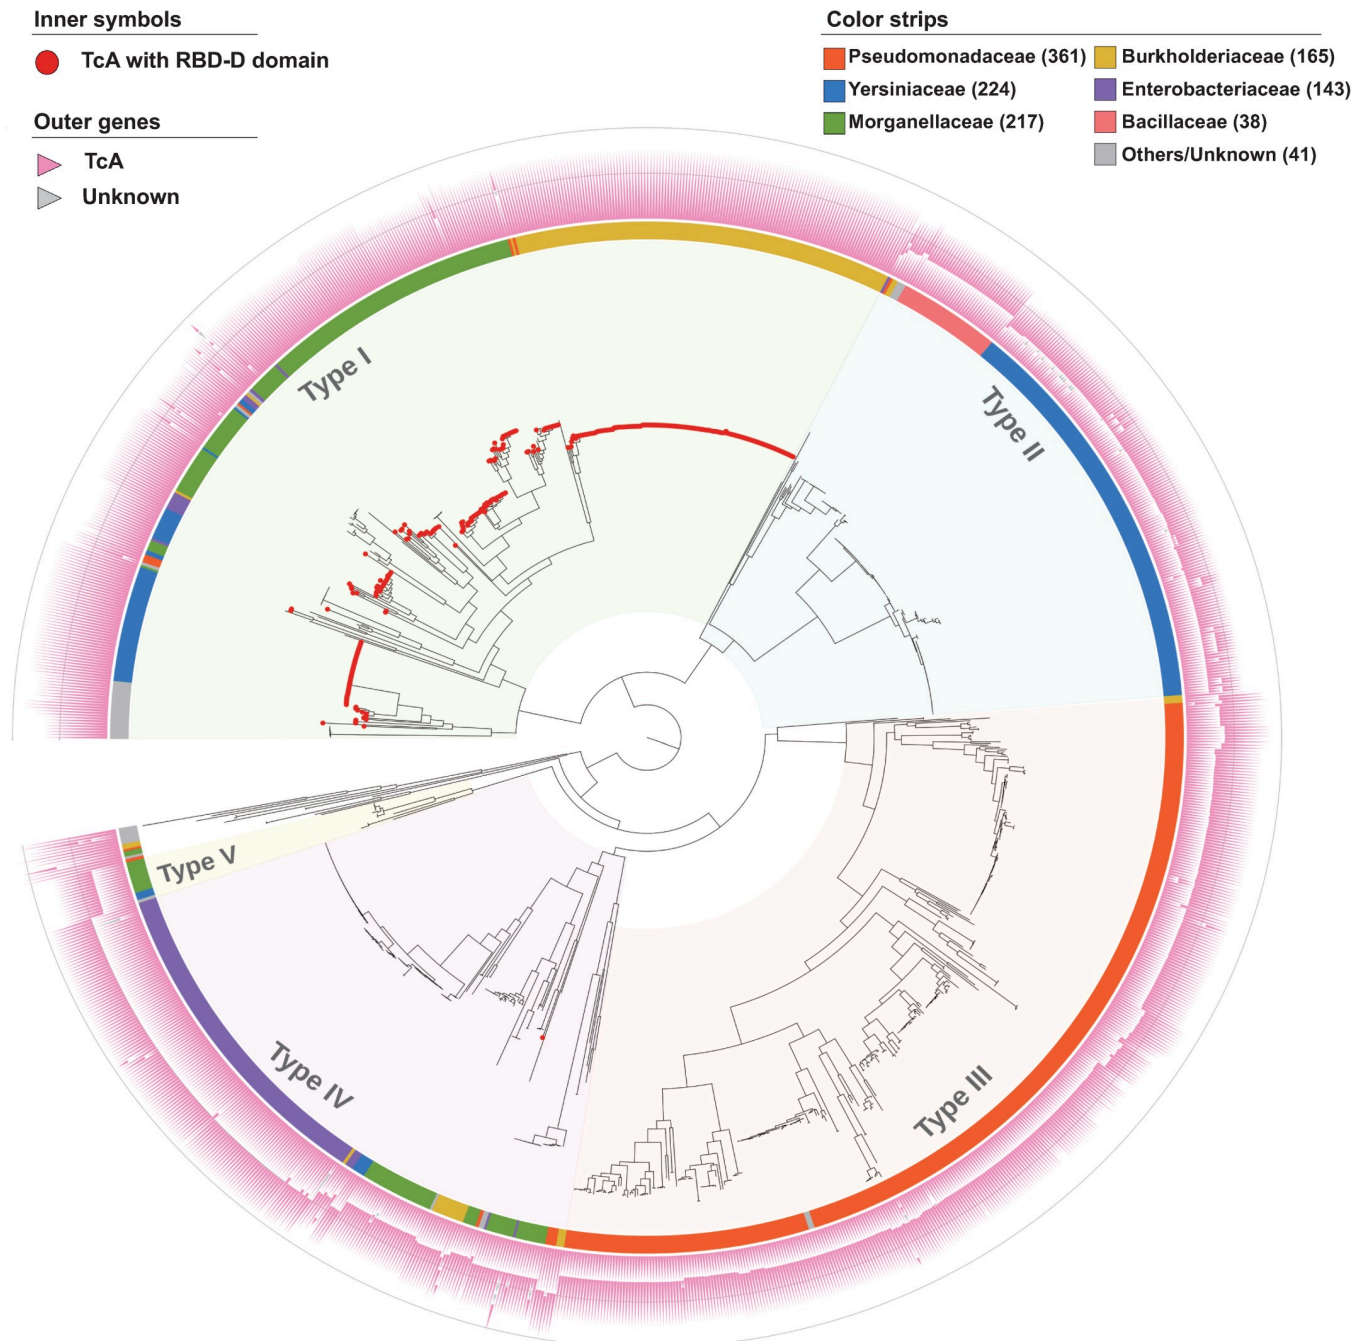 Inner symbols
TcA with RBD-D domain
Outer genes
TcA
Unknown
Color strips
Pseudomonadaceae (361)
Burkholderiaceae (165)
Yersiniaceae (224)
Enterobacteriaceae (143)
Morganellaceae (217)
Bacillaceae (38)
Others/Unknown (41)
Type I
Type II
Type V
Type IV
Type III